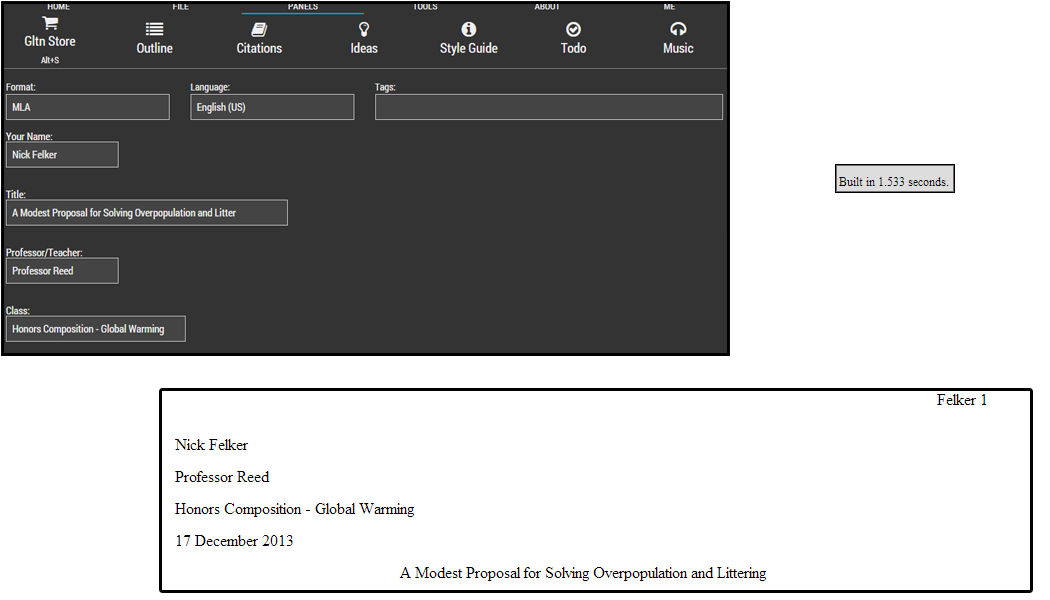 HOME FILE PANELS TOOLS ABOUT ME
Gltn Store Outline Citations Ideas Style Guide Todo Music
Alt+S
Format: Language: Tags:
MLA English (US)
Your Name:
Nick Felker
Title:
A Modest Proposal for Solving Overpopulation and Litter
Professor/Teacher:
Professor Reed
Class:
Honors Composition - Global Warming
Built in 1.533 seconds.
Felker 1
Nick Felker
Professor Reed
Honors Composition - Global Warming
17 December 2013
A Modest Proposal for Solving Overpopulation and Littering